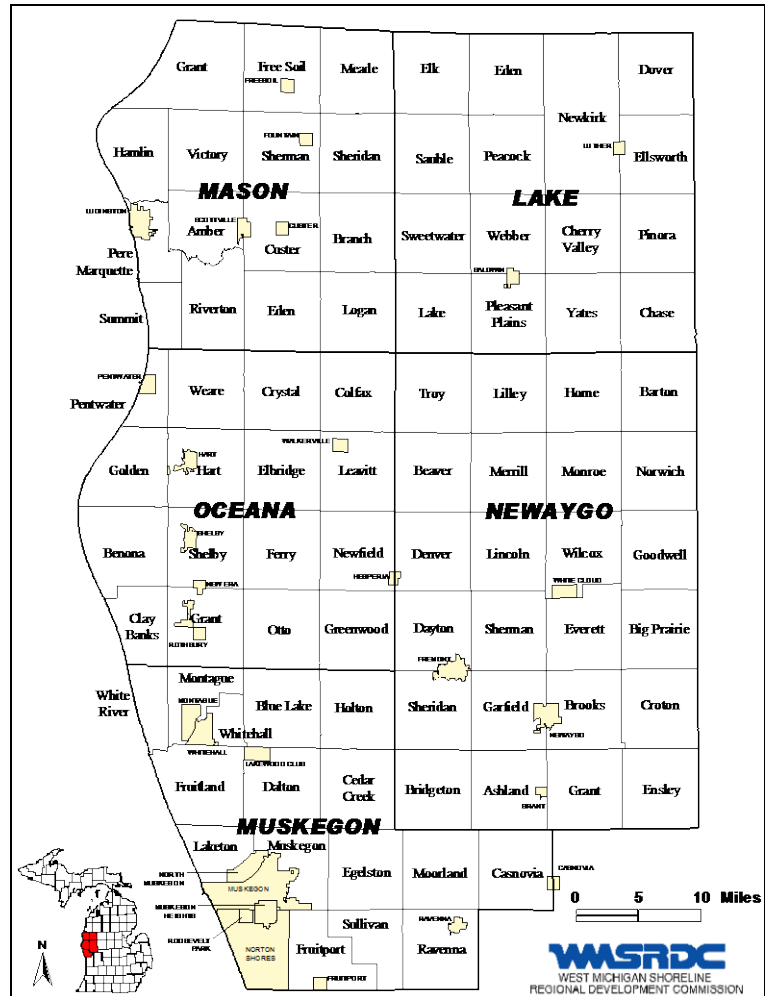 Grant Free Soil Meade Elk Eden Dover
FREESOIL
Newkirk
FOUNTAIN
LUTHER
Hamlin Victory Sherman Sheridan Sauble Peacock Ellsworth
MASON LAKE
LUDINGTON SCOTTVILLE CUSTER
Amber Custer Branch Sweetwater Webber Cherry Valley Pinora
Pere
Marquette
BALDWIN
Summit Riverton Eden Logan Lake Pleasant Plains Yates Chase
PENTWATER
Pentwater Weare Crystal Colfax Troy Lilley Home Barton
WALKERVILLE
HART
Golden Hart Elbridge Leavitt Beaver Merrill Monroe Norwich
OCEANA NEWAYGO
SHELBY
Benona Shelby Ferry Newfield Denver Lincoln Wilcox Goodwell
HESPERIA
NEW ERA WHITE CLOUD
Clay
Banks Grant Otto Greenwood Dayton Sherman Everett Big Prairie
ROTHBURY
FREMONT
Montague
White
River
MONTAGUE
Blue Lake Holton Sheridan Garfield Brooks Croton
Whitehall
NEWAYGO
WHITEHALL
LAKEWOOD CLUB
Fruitland Dalton Cedar Creek Bridgeton Ashland Grant Ensley
GRANT
MUSKEGON
Laketon Muskegon
Egelston Moorland Casnovia
CASNOVIA
NORTH
MUSKEGON
MUSKEGON
MUSKEGON
HEIGHTS
ROOSEVELT
PARK
Sullivan
RAVENNA
NORTON
SHORES
Fruitport
Ravenna
FRUITPORT
0 5 10 Miles
N
WMSRDC
WEST MICHIGAN SHORELINE
REGIONAL DEVELOPMENT COMMISSION